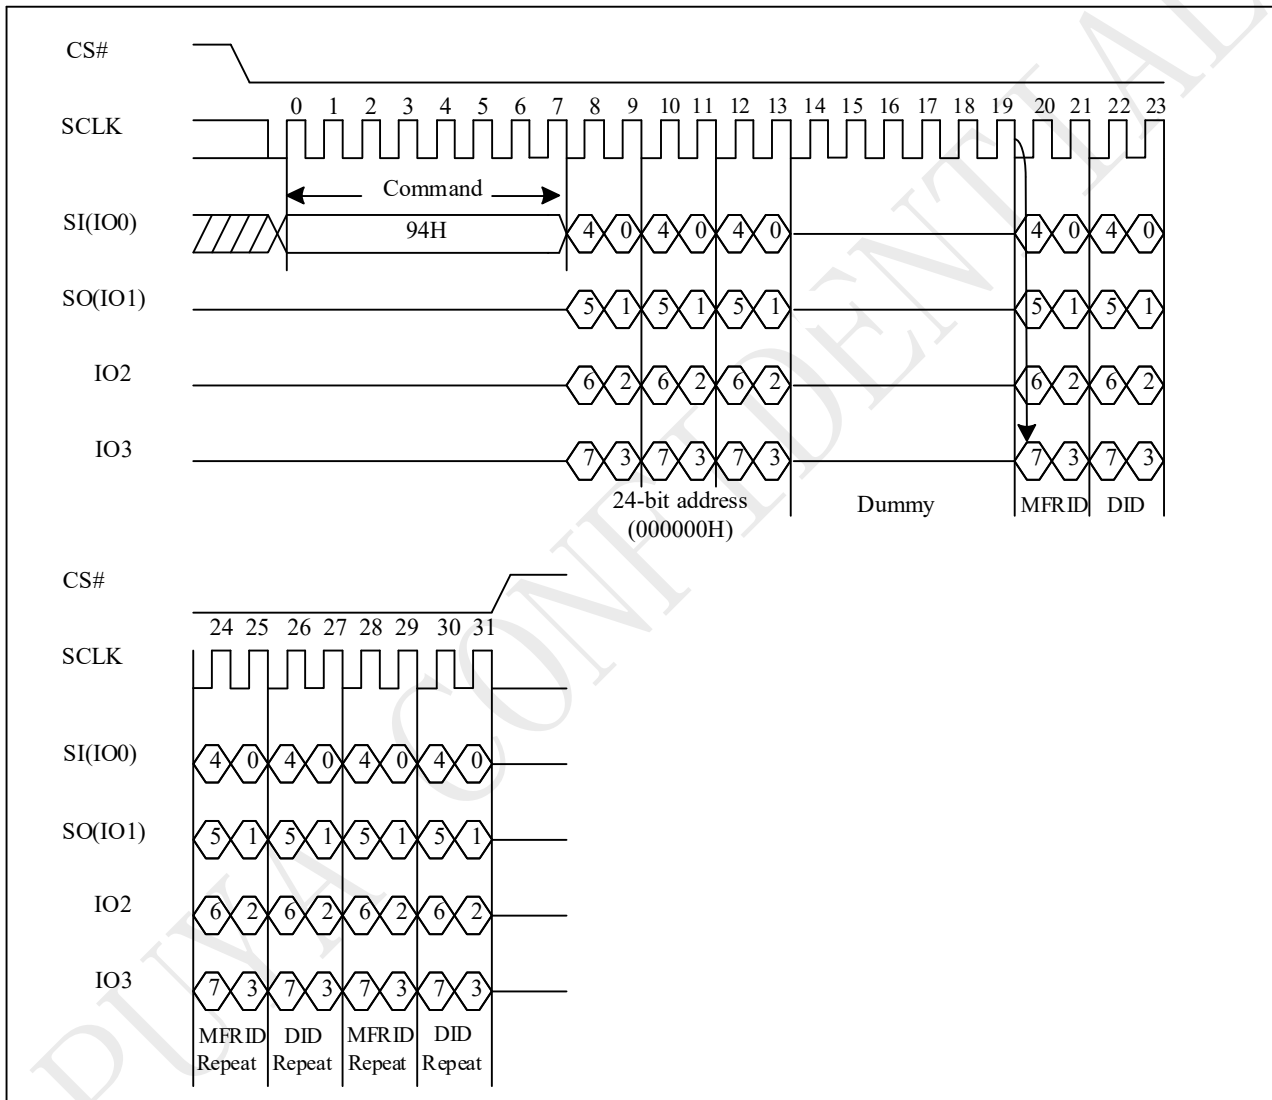 CS#
0 1 2 3 4 5 6 7 8 9 10 11 12 13 14 15 16 17 18 19 20 21 22 23
SCLK
Command
SI(IO0) 94H 4 0 4 0 4 0 4 0 4 0
SO(IO1) 5 1 5 1 5 1 5 1 5 1
IO2 6 2 6 2 6 2 6 2 6 2
IO3 7 3 7 3 7 3 7 3 7 3
24-bit address Dummy MFRID DID
(000000H)
CS#
24 25 26 27 28 29 30 31
SCLK
SI(IO0) 4 0 4 0 4 0 4 0
SO(IO1) 5 1 5 1 5 1 5 1
IO2 6 2 6 2 6 2 6 2
IO3 7 3 7 3 7 3 7 3
MFRID DID MFRID DID
Repeat Repeat Repeat Repeat
PUYA CONFIDENTIAL